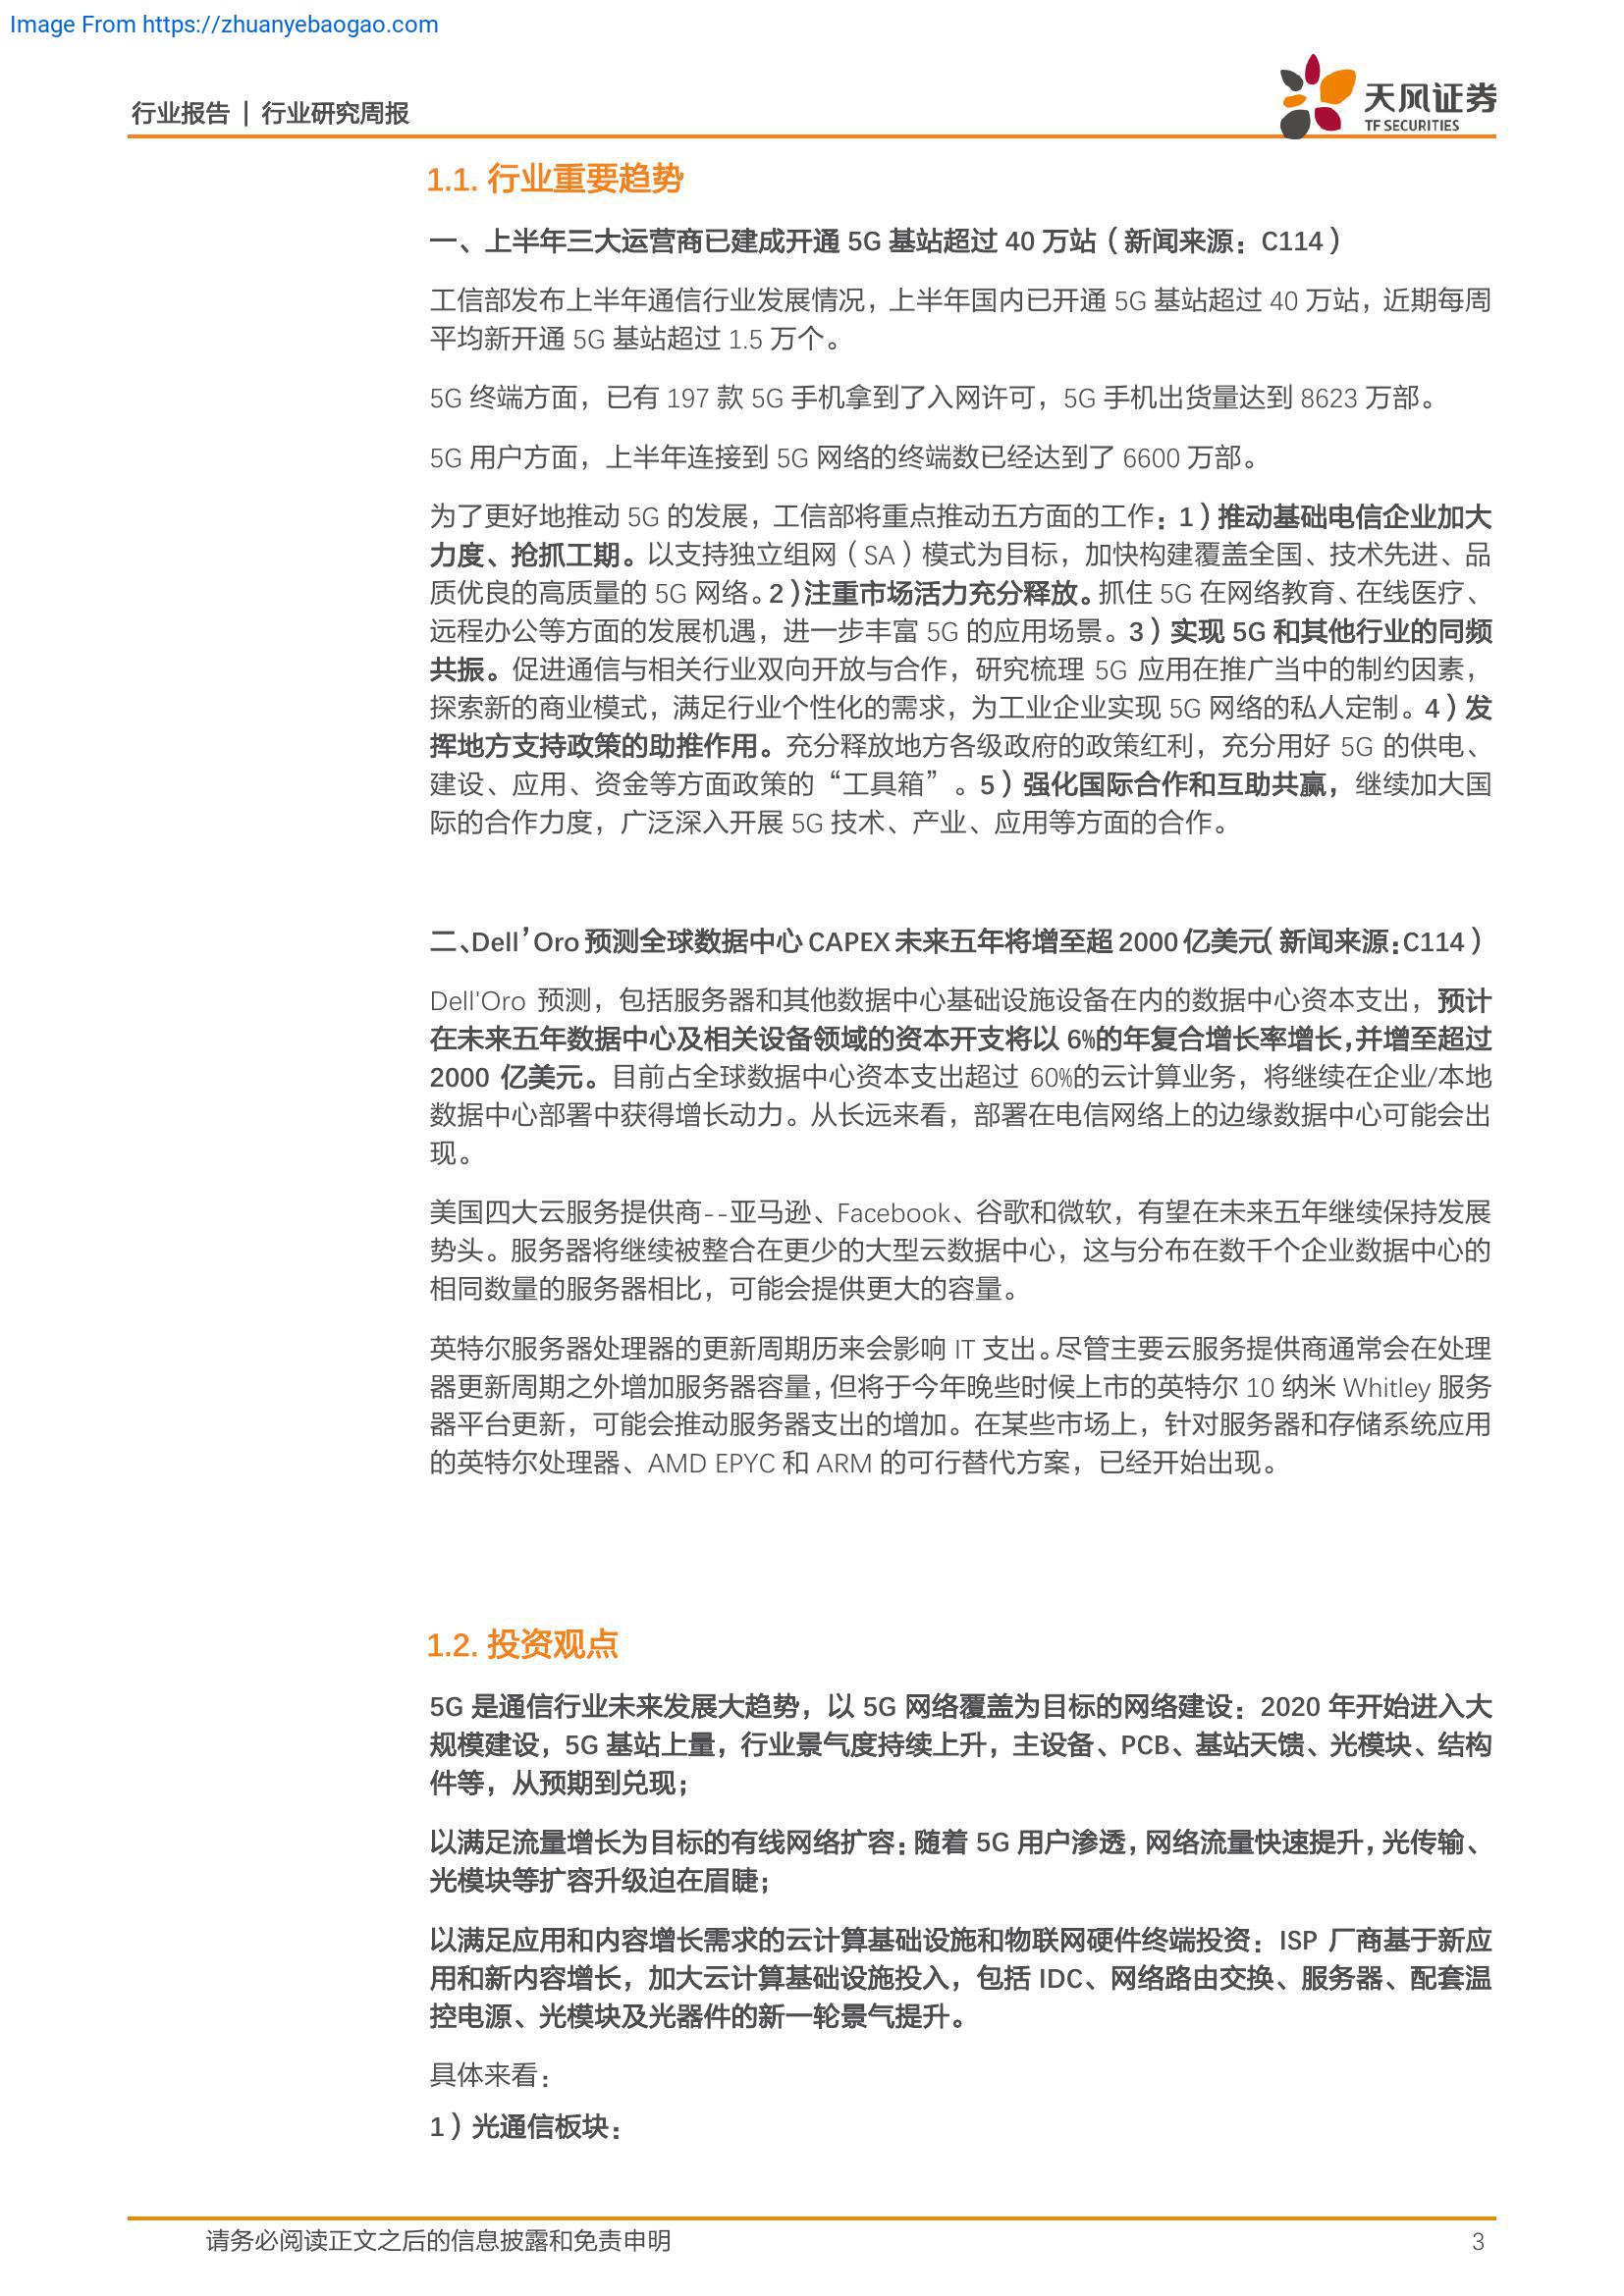 Image From https://zhuanyebaogao.com
行业报告 | 行业研究周报
天风证券
TF SECURITIES
1.1. 行业重要趋势
一、上半年三大运营商已建成开通 5G 基站超过 40 万站（新闻来源：C114）
工信部发布上半年通信行业发展情况，上半年国内已开通 5G 基站超过 40 万站，近期每周
平均新开通 5G 基站超过 1.5 万个。
5G 终端方面，已有 197 款 5G 手机拿到了入网许可，5G 手机出货量达到 8623 万部。
5G 用户方面，上半年连接到 5G 网络的终端数已经达到了 6600 万部。
为了更好地推动 5G 的发展，工信部将重点推动五方面的工作：1）推动基础电信企业加大
力度、抢抓工期。以支持独立组网（SA）模式为目标，加快构建覆盖全国、技术先进、品
质优良的高质量的 5G 网络。2）注重市场活力充分释放。抓住 5G 在网络教育、在线医疗、
远程办公等方面的发展机遇，进一步丰富 5G 的应用场景。3）实现 5G 和其他行业的同频
共振。促进通信与相关行业双向开放与合作，研究梳理 5G 应用在推广当中的制约因素，
探索新的商业模式，满足行业个性化的需求，为工业企业实现 5G 网络的私人定制。4）发
挥地方支持政策的助推作用。充分释放地方各级政府的政策红利，充分用好 5G 的供电、
建设、应用、资金等方面政策的“工具箱”。5）强化国际合作和互助共赢，继续加大国
际的合作力度，广泛深入开展 5G 技术、产业、应用等方面的合作。
二、Dell’Oro 预测全球数据中心 CAPEX 未来五年将增至超 2000 亿美元（新闻来源：C114）
Dell'Oro 预测，包括服务器和其他数据中心基础设施设备在内的数据中心资本支出，预计
在未来五年数据中心及相关设备领域的资本开支将以 6%的年复合增长率增长，并增至超过
2000 亿美元。目前占全球数据中心资本支出超过 60%的云计算业务，将继续在企业/本地
数据中心部署中获得增长动力。从长远来看，部署在电信网络上的边缘数据中心可能会出
现。
美国四大云服务提供商--亚马逊、Facebook、谷歌和微软，有望在未来五年继续保持发展
势头。服务器将继续被整合在更少的大型云数据中心，这与分布在数千个企业数据中心的
相同数量的服务器相比，可能会提供更大的容量。
英特尔服务器处理器的更新周期历来会影响 IT 支出。尽管主要云服务提供商通常会在处理
器更新周期之外增加服务器容量，但将于今年晚些时候上市的英特尔 10 纳米 Whitley 服务
器平台更新，可能会推动服务器支出的增加。在某些市场上，针对服务器和存储系统应用
的英特尔处理器、AMD EPYC 和 ARM 的可行替代方案，已经开始出现。
1.2. 投资观点
5G 是通信行业未来发展大趋势，以 5G 网络覆盖为目标的网络建设：2020 年开始进入大
规模建设，5G 基站上量，行业景气度持续上升，主设备、PCB、基站天馈、光模块、结构
件等，从预期到兑现；
以满足流量增长为目标的有线网络扩容：随着 5G 用户渗透，网络流量快速提升，光传输、
光模块等扩容升级迫在眉睫；
以满足应用和内容增长需求的云计算基础设施和物联网硬件终端投资：ISP 厂商基于新应
用和新内容增长，加大云计算基础设施投入，包括 IDC、网络路由交换、服务器、配套温
控电源、光模块及光器件的新一轮景气提升。
具体来看：
1）光通信板块：
请务必阅读正文之后的信息披露和免责申明
3